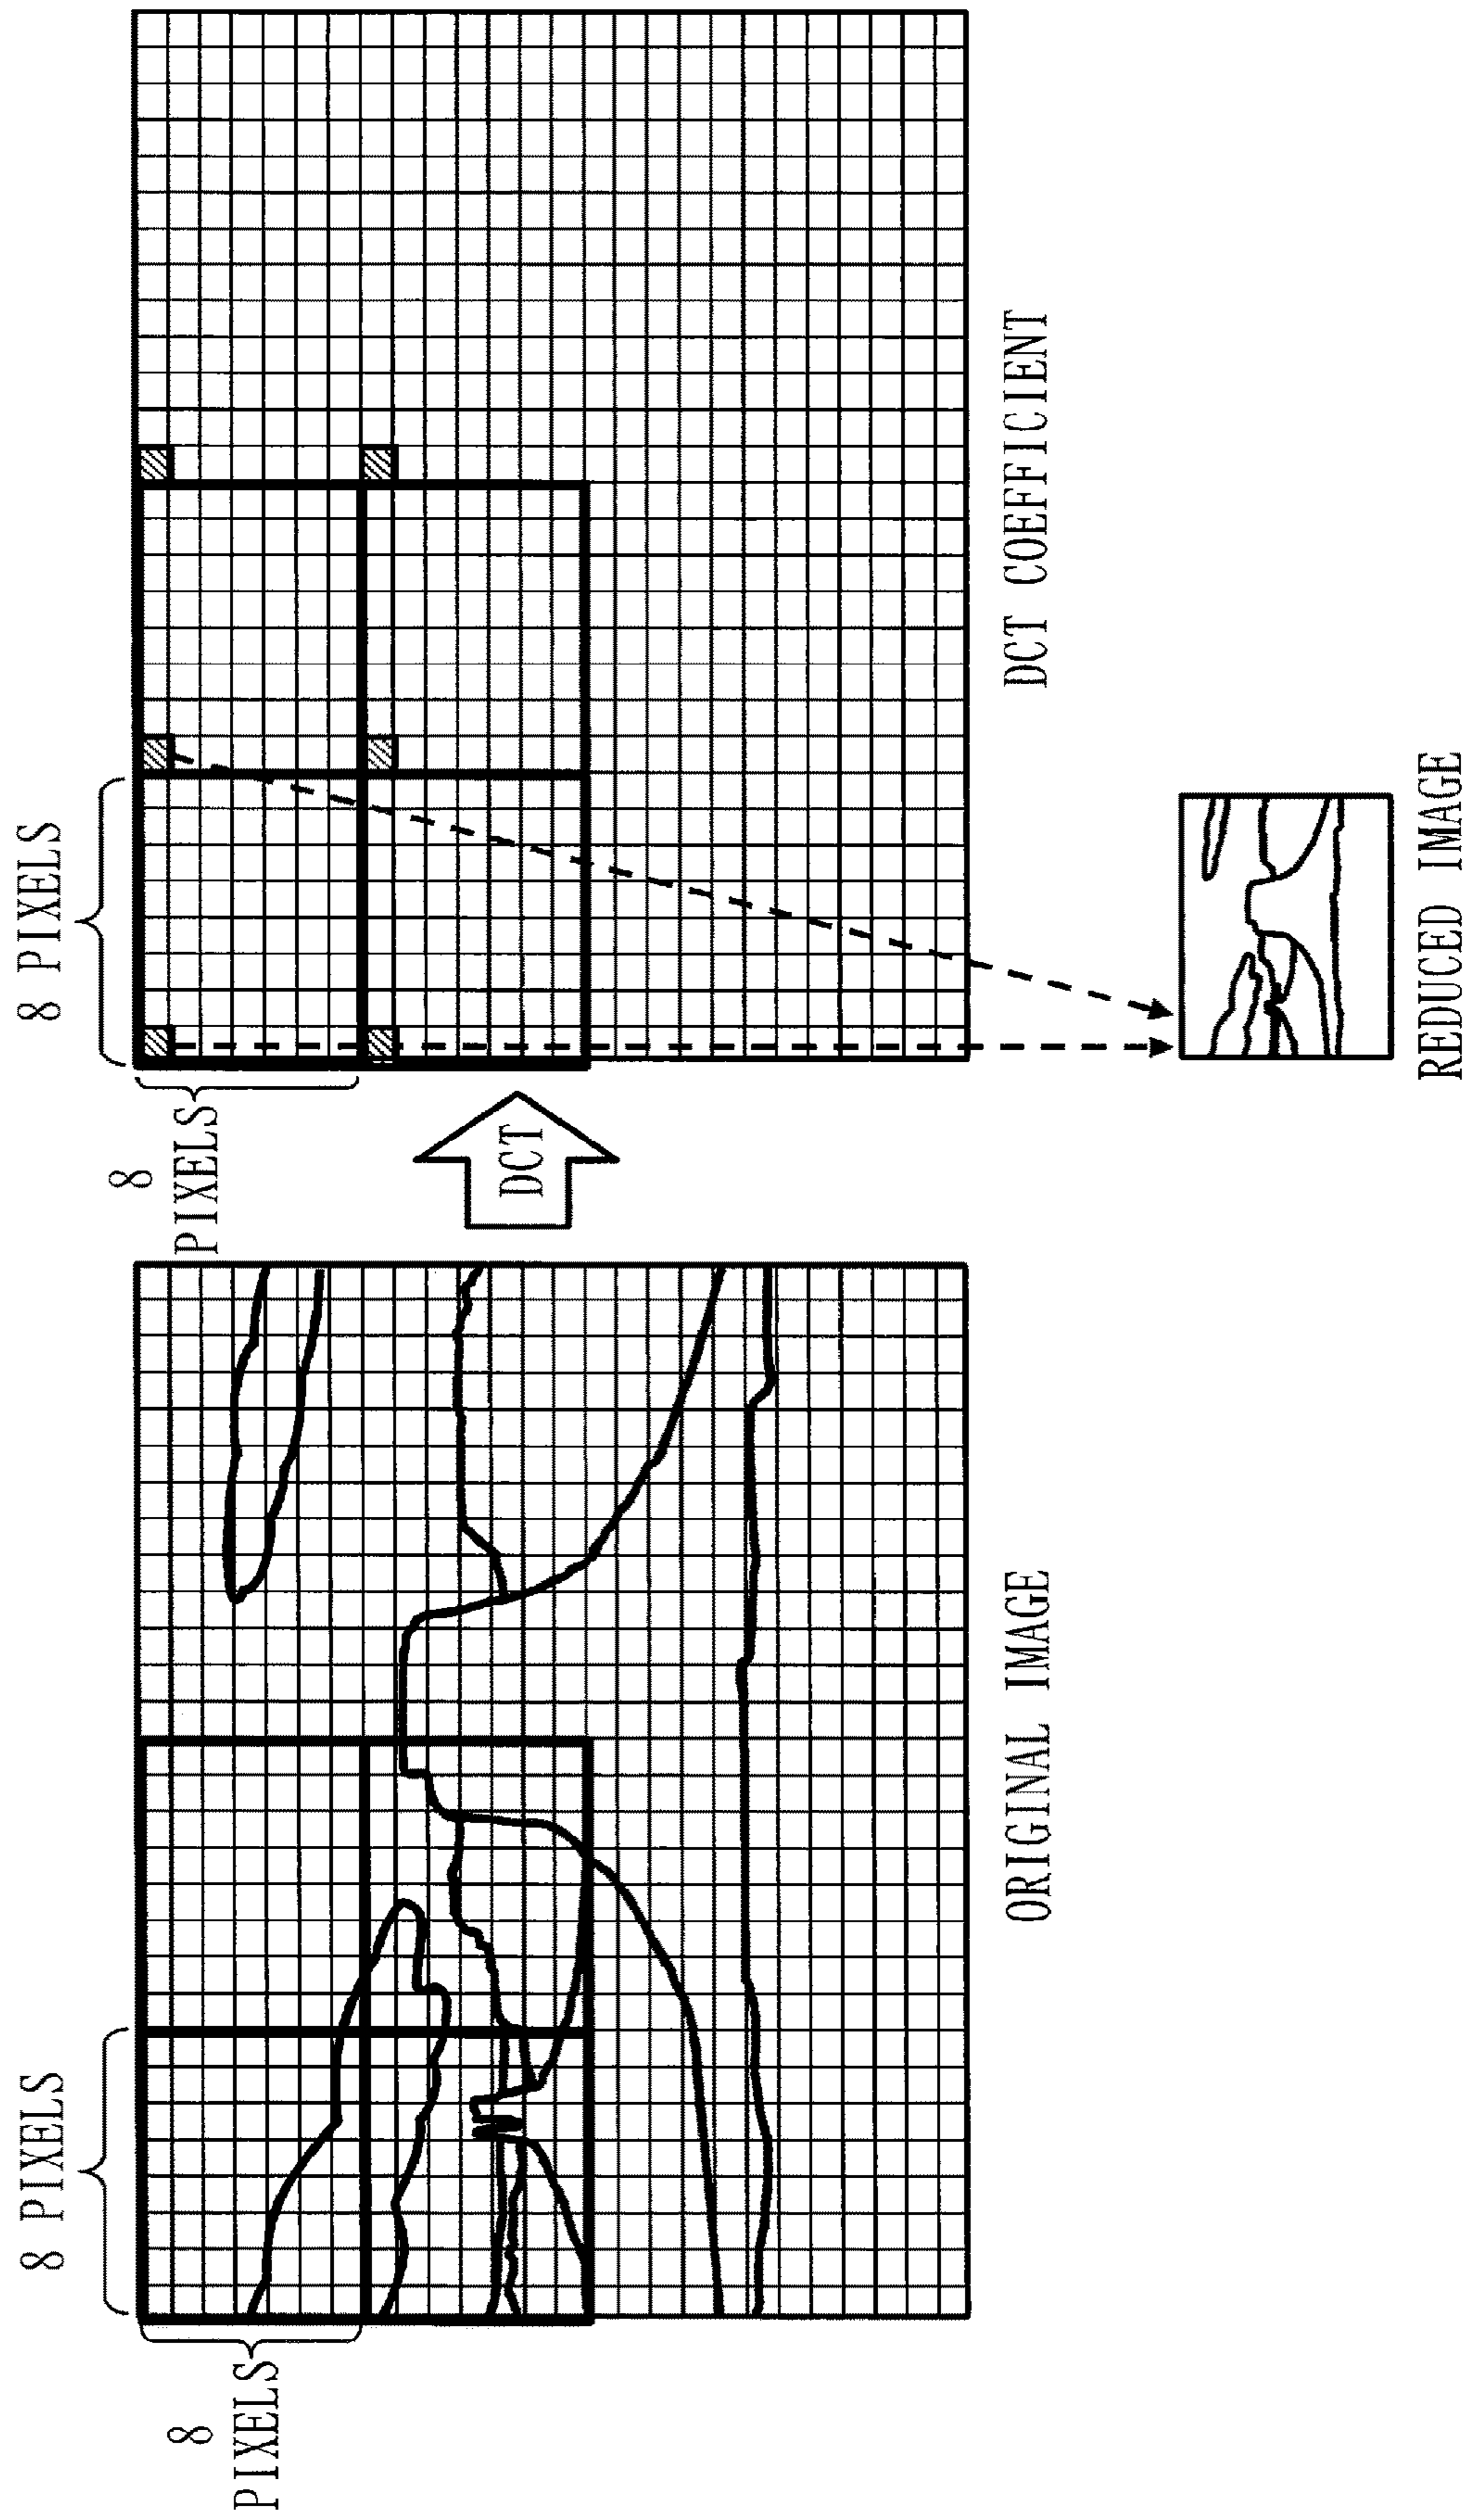 8 PIXELS
8
PIXELS
ORIGINAL IMAGE
DCT
8 PIXELS
8
PIXELS
DCT COEFFICIENT
REDUCED IMAGE